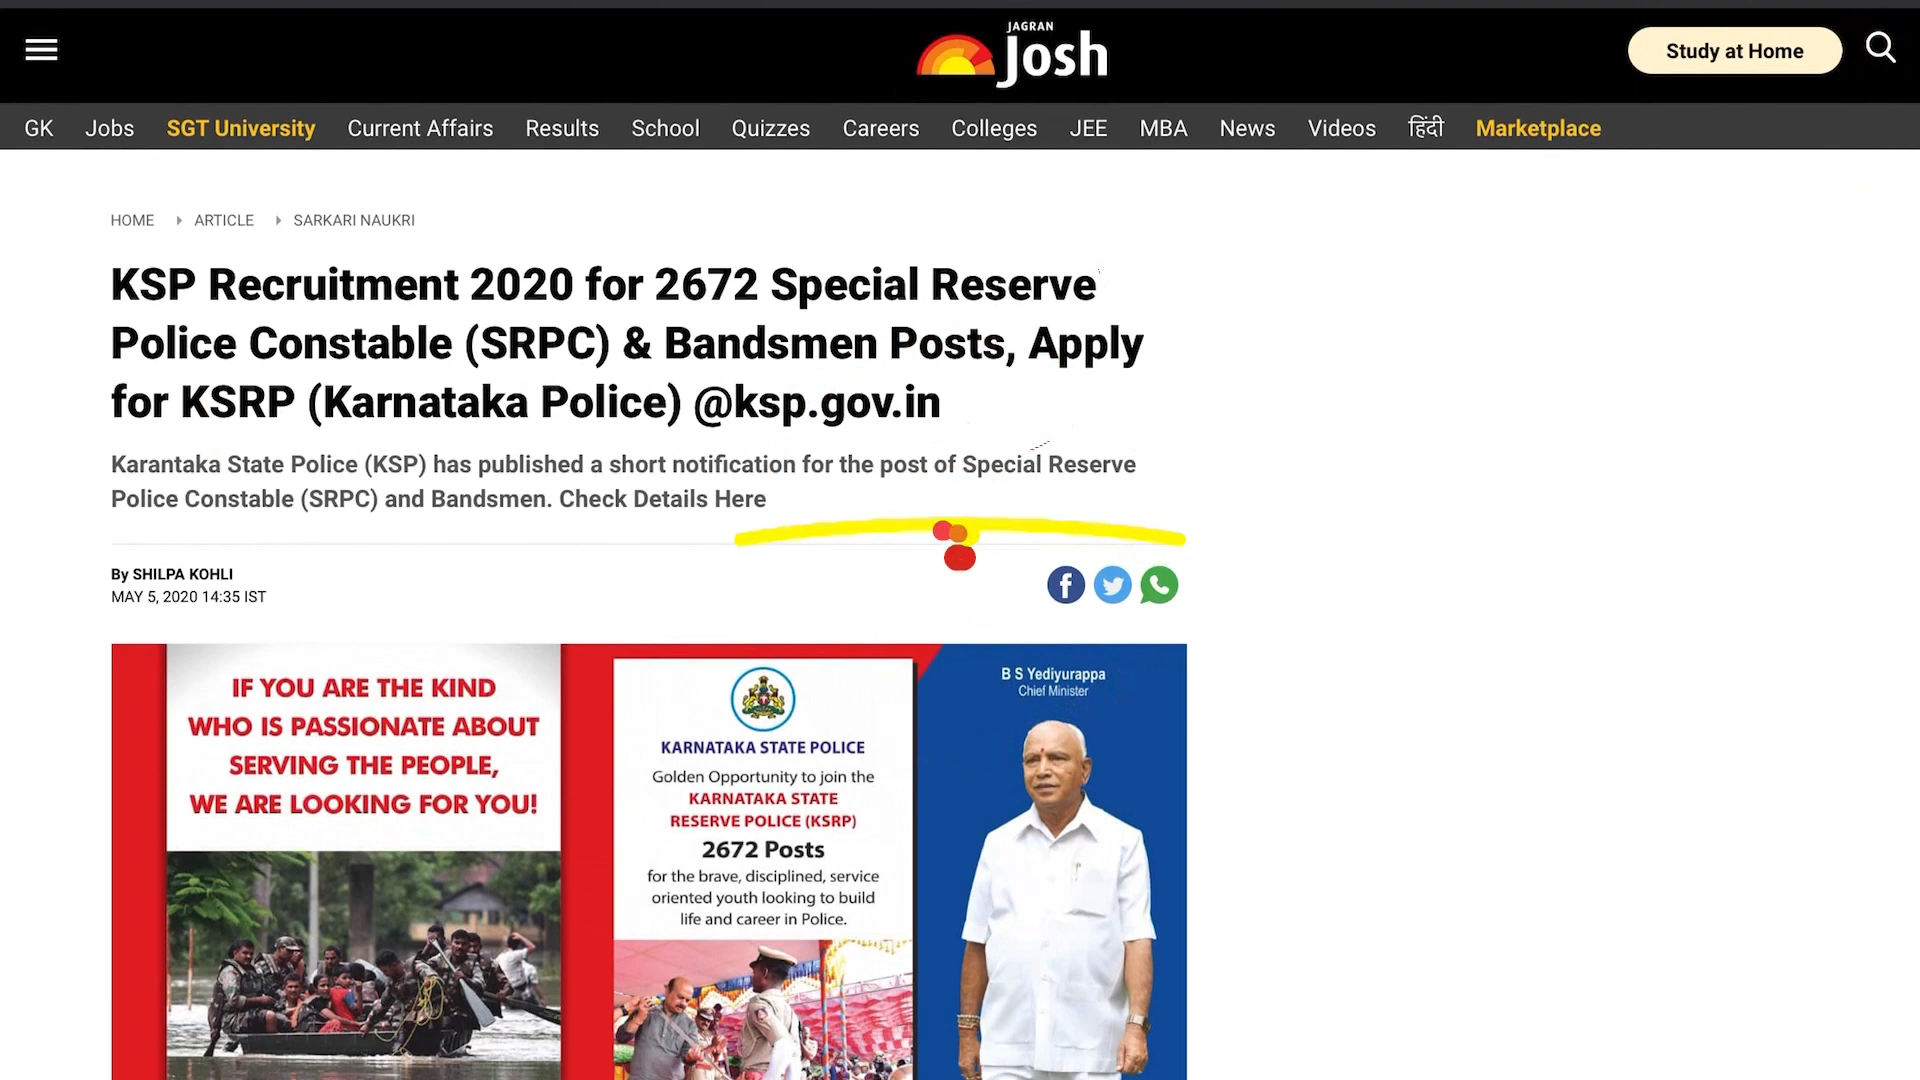 JAGRAN
Josh
Study at Home
GK Jobs SGT University Current Affairs Results School Quizzes Careers Colleges JEE MBA News Videos हिंदी Marketplace
HOME ARTICLE SARKARI NAUKRI
KSP Recruitment 2020 for 2672 Special Reserve
Police Constable (SRPC) & Bandsmen Posts, Apply
for KSRP (Karnataka Police) @ksp.gov.in
Karantaka State Police (KSP) has published a short notification for the post of Special Reserve
Police Constable (SRPC) and Bandsmen. Check Details Here
By SHILPA KOHLI
MAY 5, 2020 14:35 IST
IF YOU ARE THE KIND
WHO IS PASSIONATE ABOUT
SERVING THE PEOPLE,
WE ARE LOOKING FOR YOU!
KARNATAKA STATE POLICE
Golden Opportunity to join the
KARNATAKA STATE
RESERVE POLICE (KSRP)
2672 Posts
for the brave, disciplined, service
oriented youth looking to build
life and career in Police.
B S Yediyurappa
Chief Minister